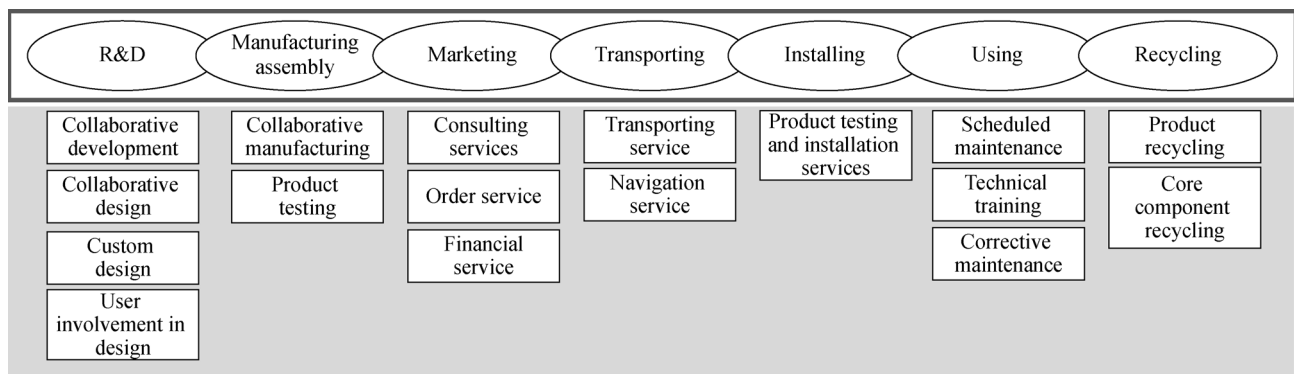 R&D
Manufacturing
assembly
Marketing
Transporting
Installing
Using
Recycling
Collaborative
development
Collaborative
design
Custom
design
User
involvement in
design
Collaborative
manufacturing
Product
testing
Consulting
services
Order service
Financial
service
Transporting
service
Navigation
service
Product testing
and installation
services
Scheduled
maintenance
Technical
training
Corrective
maintenance
Product
recycling
Core
component
recycling